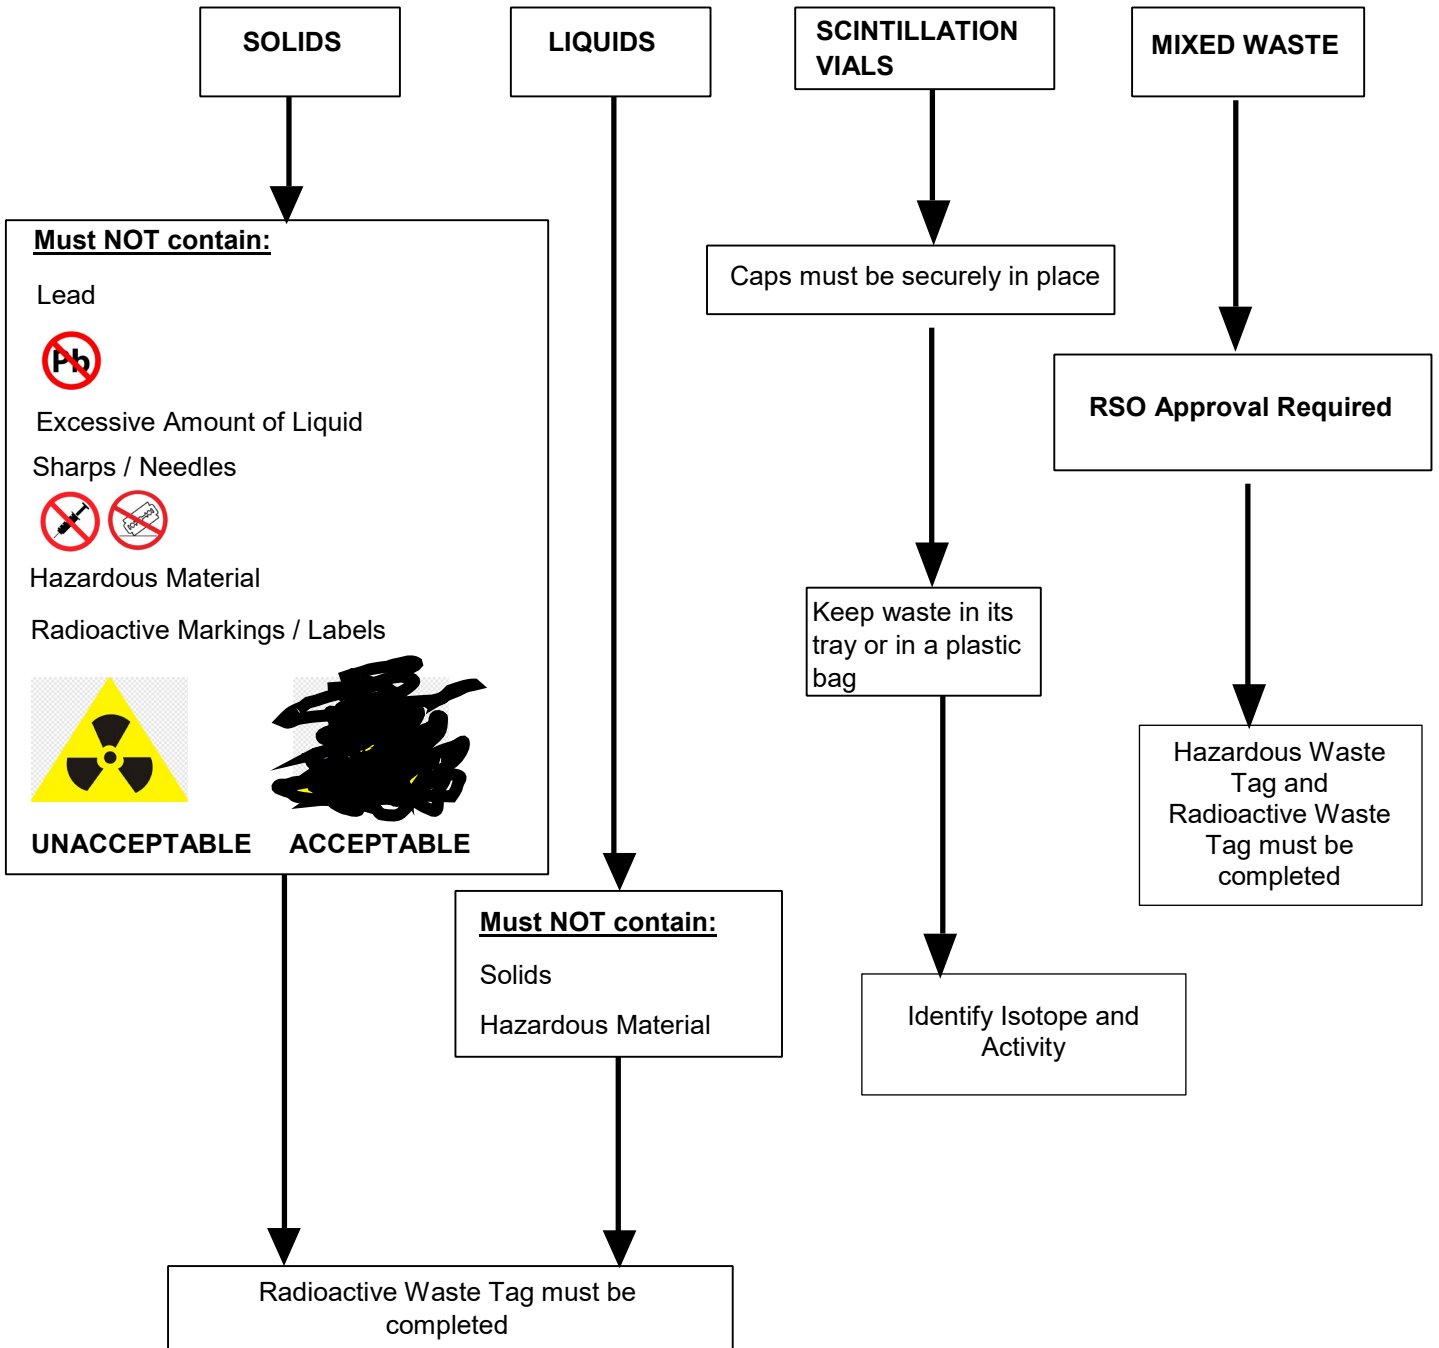 SOLIDS
LIQUIDS
SCINTILLATION
VIALS
MIXED WASTE
Must NOT contain:
Lead
Pb
Excessive Amount of Liquid
Sharps / Needles
Hazardous Material
Radioactive Markings / Labels
UNACCEPTABLE
ACCEPTABLE
Must NOT contain:
Solids
Hazardous Material
Radioactive Waste Tag must be
completed
Caps must be securely in place
Keep waste in its
tray or in a plastic
bag
Identify Isotope and
Activity
RSO Approval Required
Hazardous Waste
Tag and
Radioactive Waste
Tag must be
completed